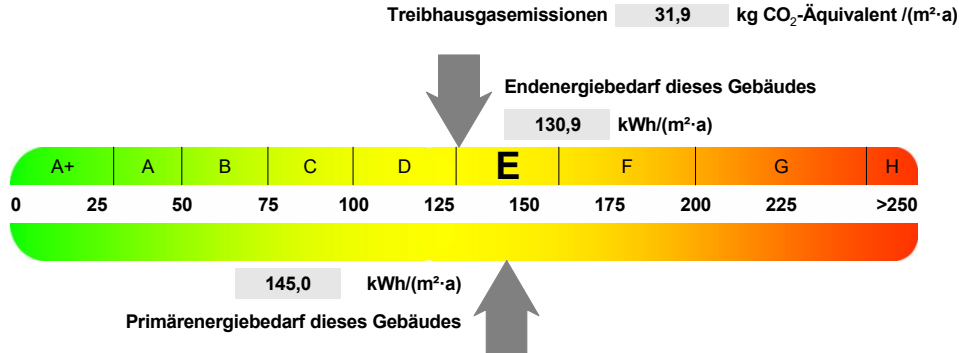 Treibhausgasemissionen 31,9 kg CO₂-Äquivalent /(m²·a)
Endenergiebedarf dieses Gebäudes
130,9 kWh/(m²·a)
A+ A B C D E F G H
0 25 50 75 100 125 150 175 200 225 >250
145,0 kWh/(m²·a)
Primärenergiebedarf dieses Gebäudes